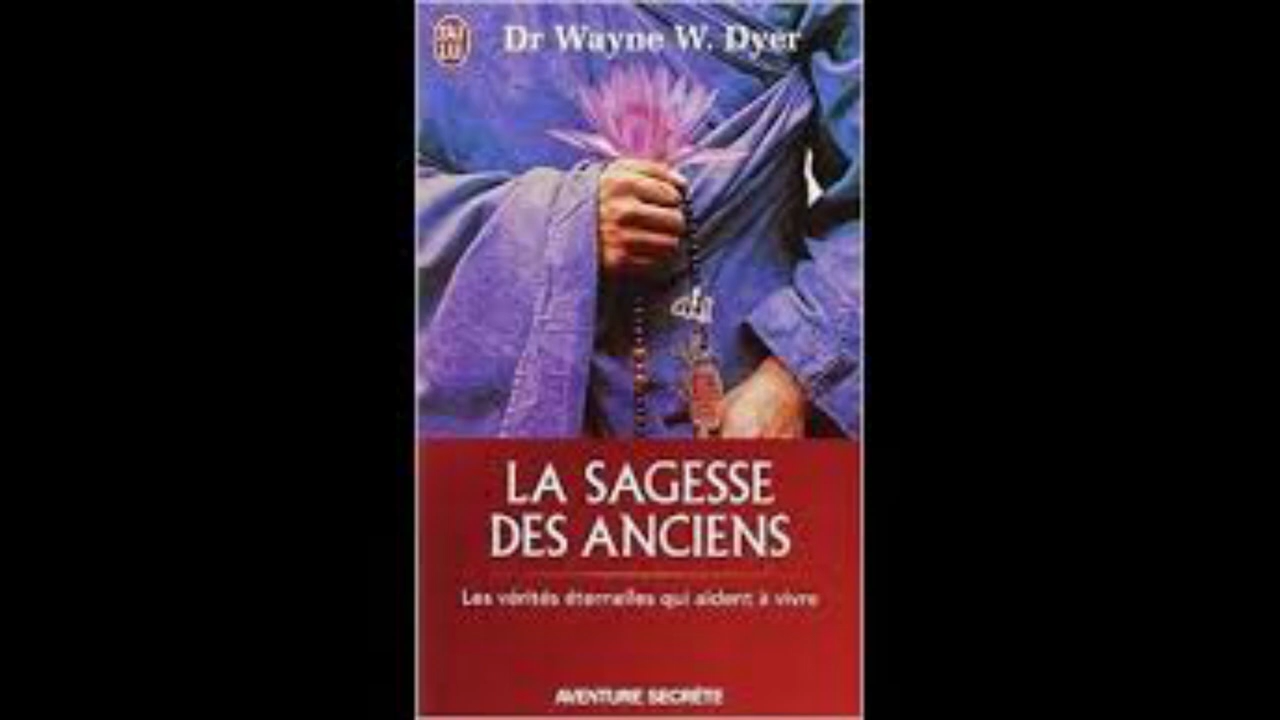 Dr Wayne W. Dyer
LA SAGESSE
DES ANCIENS
Les vérités éternelles qui aident à vivre
AVENTURE SECRÈTE